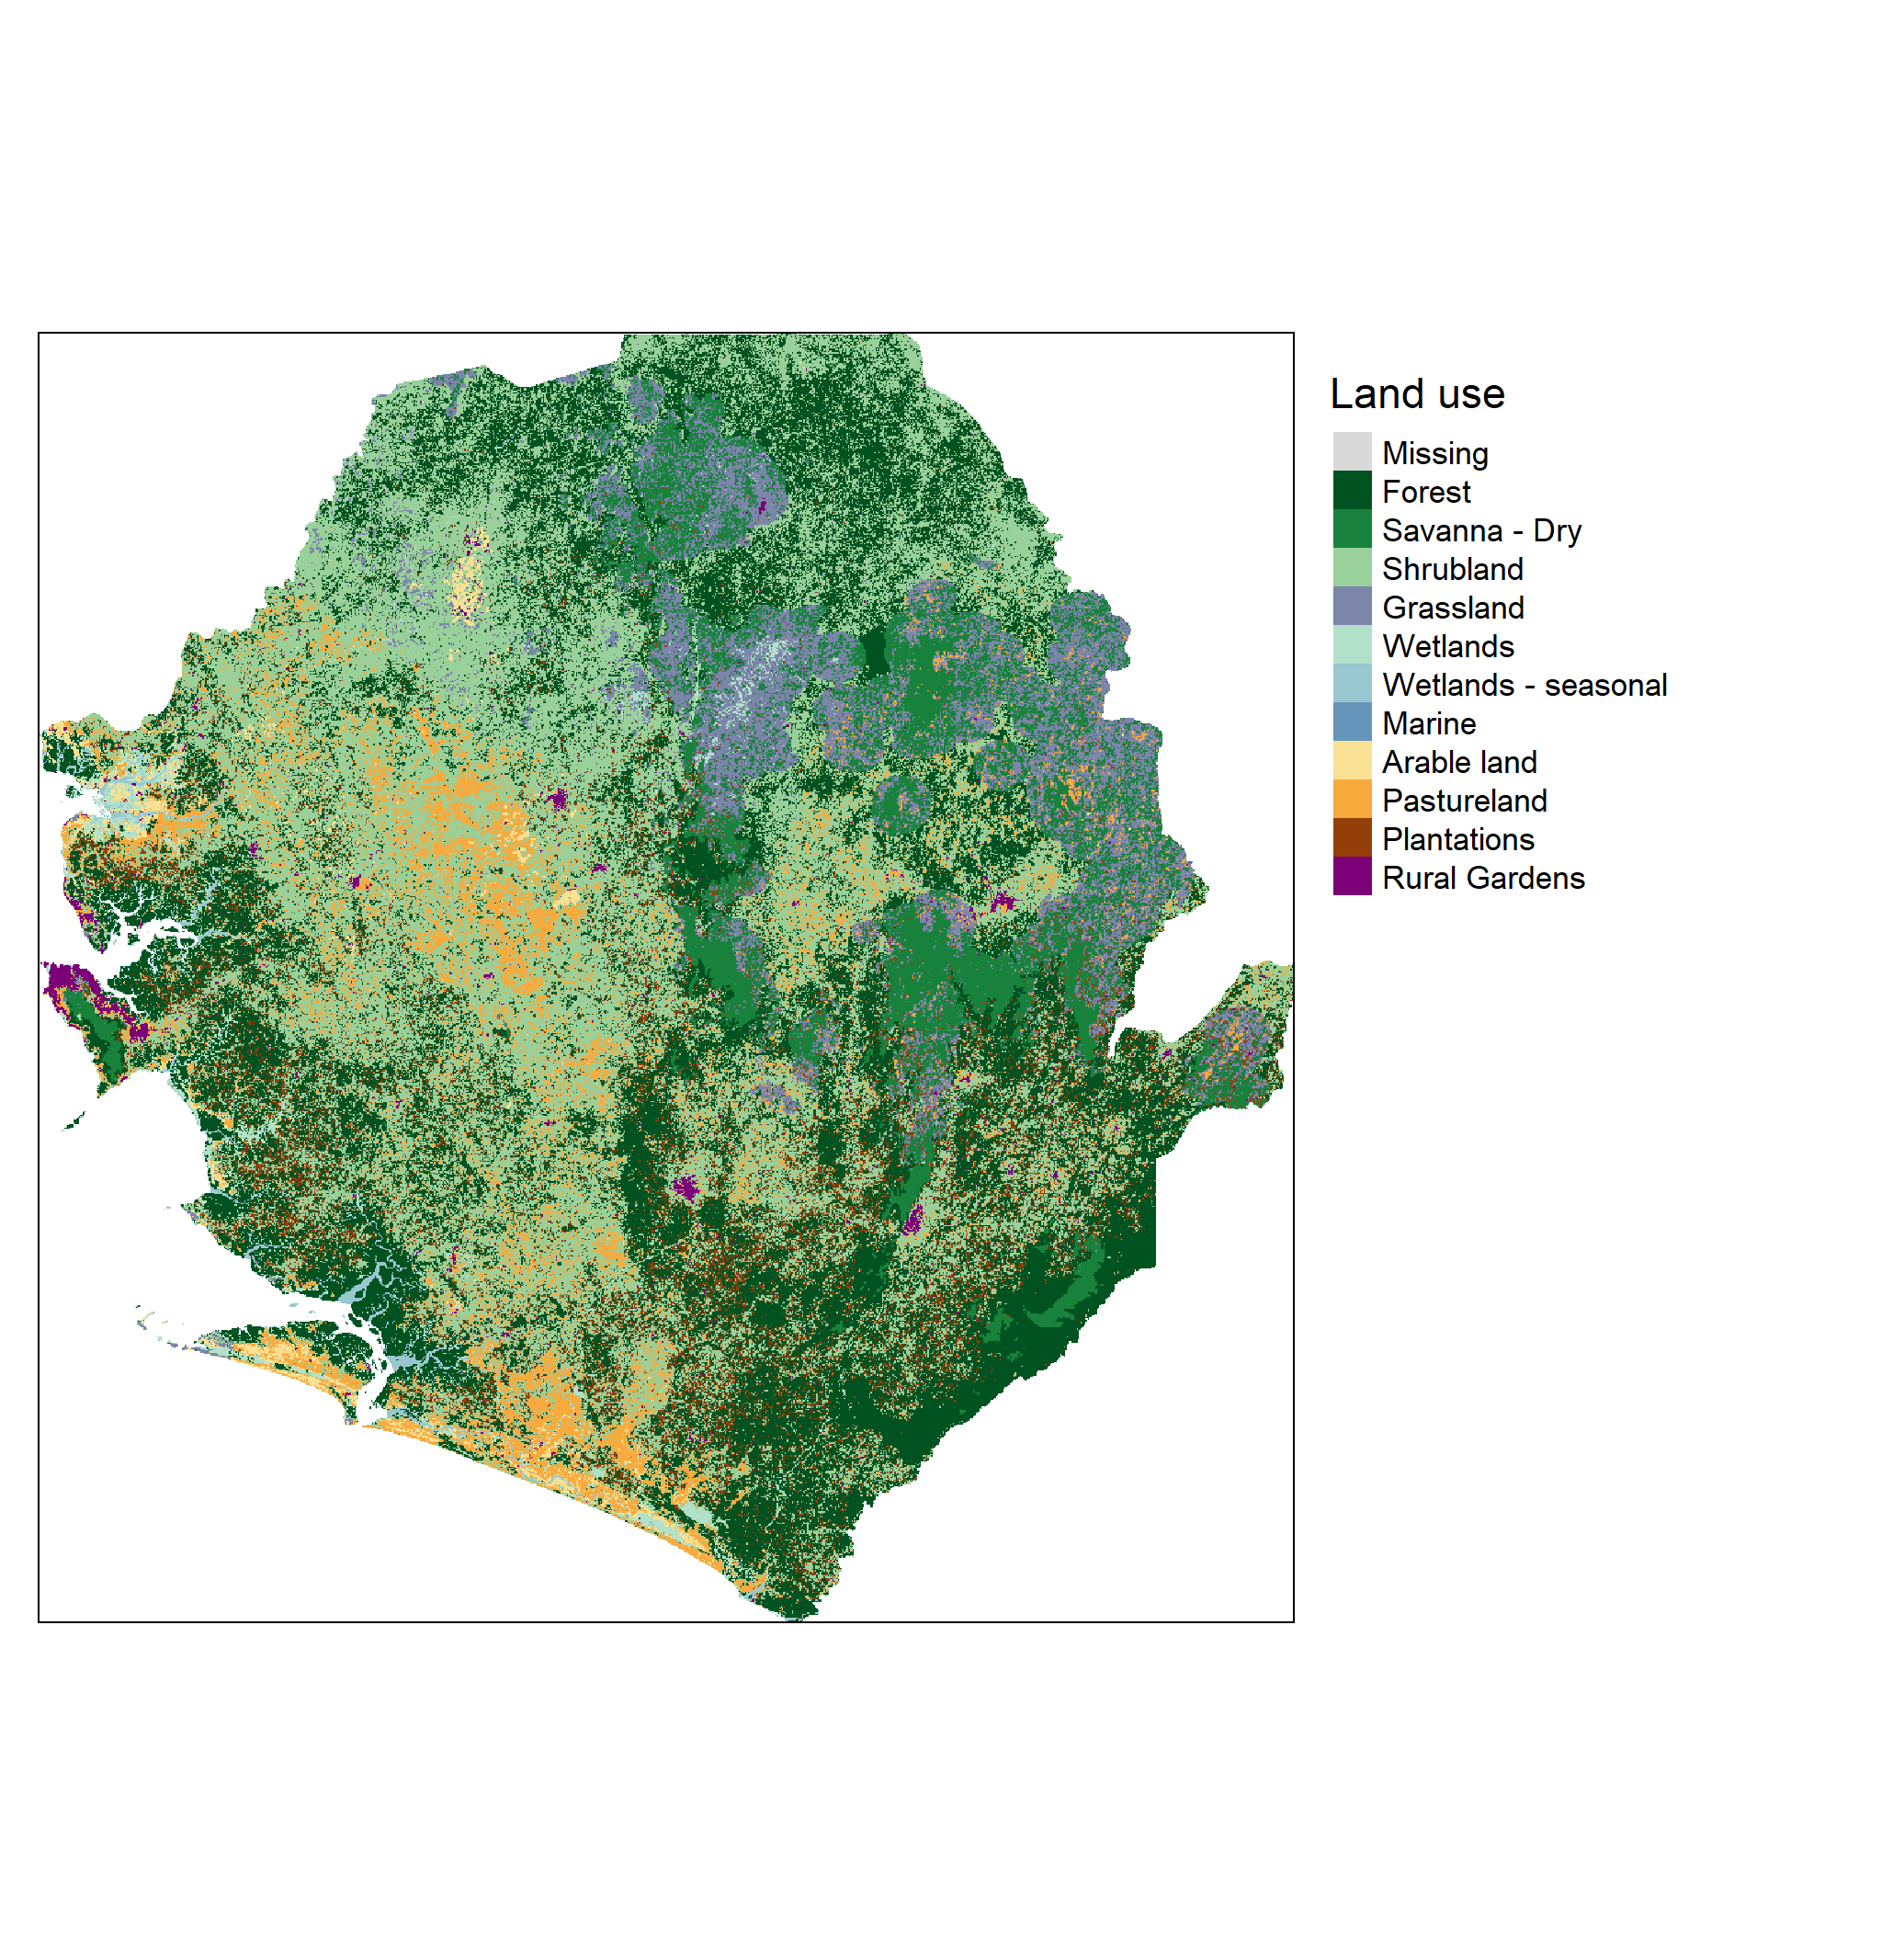 Land use
Missing
Forest
Savanna - Dry
Shrubland
Grassland
Wetlands
Wetlands - seasonal
Marine
Arable land
Pastureland
Plantations
Rural Gardens